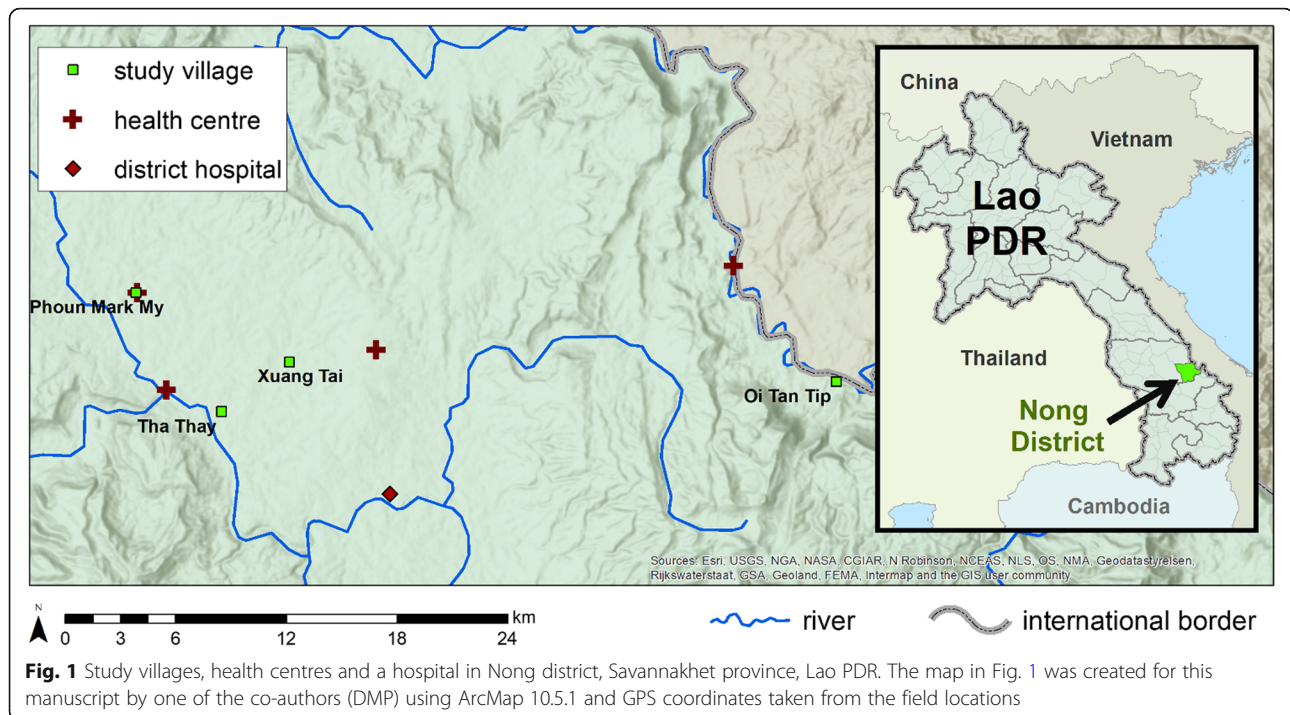 study village
health centre
district hospital
Phoun Mark My
Xuang Tai
Tha Thay
Oi Tan Tip
China
Vietnam
Lao
PDR
Thailand
Nong
District
Cambodia
Sources: Esri, USGS, NGA, NASA, CGIAR, N Robinson, NCEAS, NLS, OS, NMA, Geodatastyrelsen,
Rijkswaterstaat, GSA, Geoland, FEMA, Intermap and the GIS user community
N
km
0 3 6 12 18 24
river
international border
Fig. 1 Study villages, health centres and a hospital in Nong district, Savannakhet province, Lao PDR. The map in Fig. 1 was created for this
manuscript by one of the co-authors (DMP) using ArcMap 10.5.1 and GPS coordinates taken from the field locations